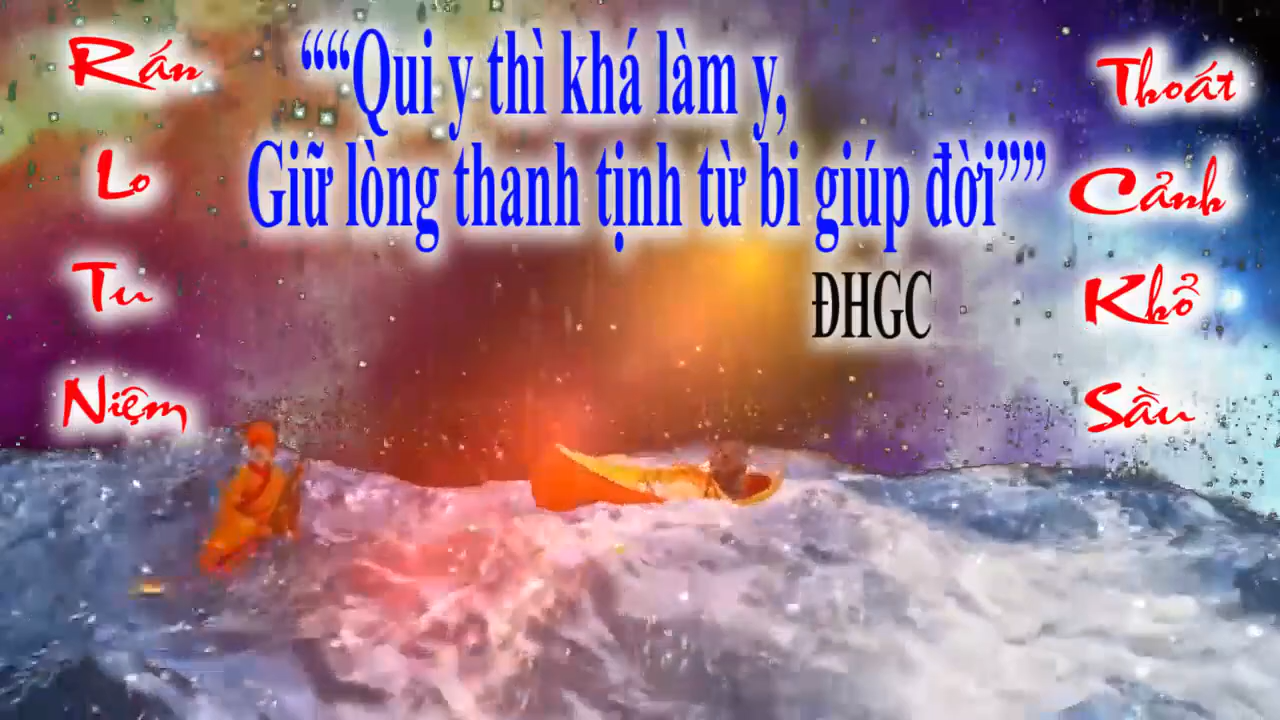 Rán
Lo
Tu
Niệm
““Qui y thì khá làm y,
Giữ lòng thanh tịnh từ bi giúp đời””
ĐHGC
Thoát
Cảnh
Khổ
Sầu